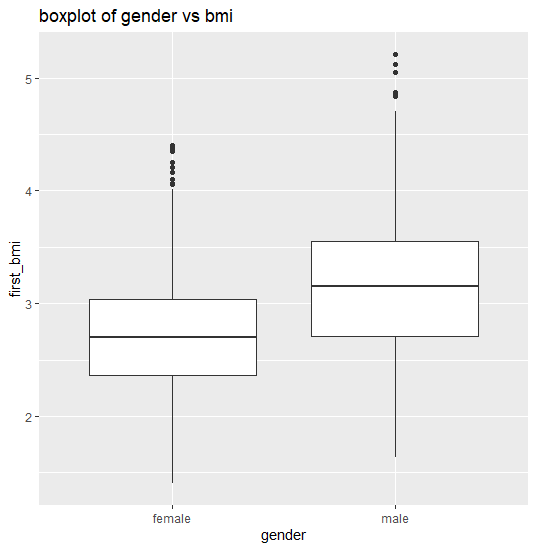 boxplot of gender vs bmi
5
4
3
2
first_bmi
female
male
gender